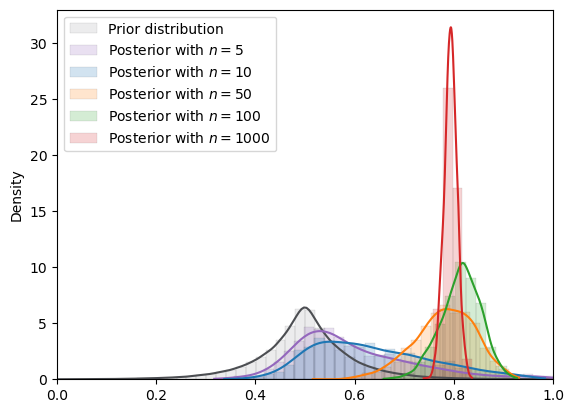 Prior distribution
Posterior with n = 5
Posterior with n = 10
Posterior with n = 50
Posterior with n = 100
Posterior with n = 1000
Density
30
25
20
15
10
5
0
0.0 0.2 0.4 0.6 0.8 1.0